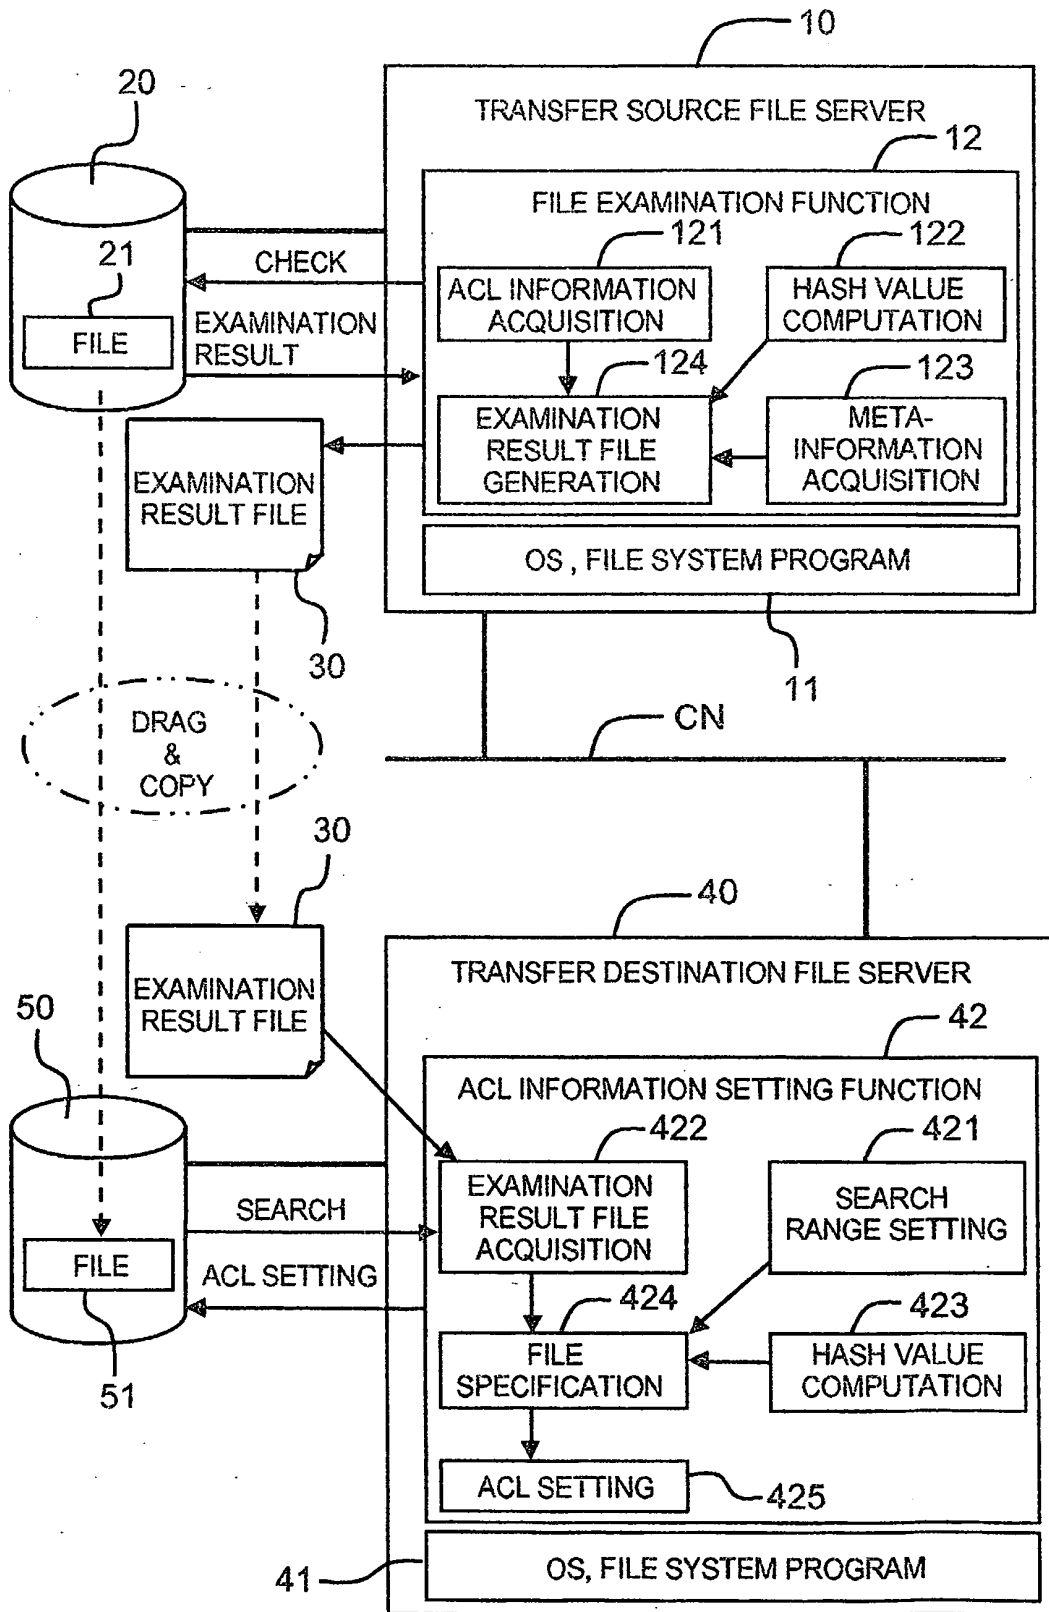 10
20
TRANSFER SOURCE FILE SERVER
12
FILE EXAMINATION FUNCTION
21
CHECK
121
122
ACL INFORMATION
ACQUISITION
HASH VALUE
COMPUTATION
FILE
EXAMINATION
RESULT
124
123
EXAMINATION
RESULT FILE
GENERATION
META-
INFORMATION
ACQUISITION
EXAMINATION
RESULT FILE
OS , FILE SYSTEM PROGRAM
30
11
DRAG
&
COPY
CN
30
40
TRANSFER DESTINATION FILE SERVER
EXAMINATION
RESULT FILE
50
42
ACL INFORMATION SETTING FUNCTION
422
421
EXAMINATION
RESULT FILE
ACQUISITION
SEARCH
RANGE SETTING
SEARCH
FILE
ACL SETTING
424
423
FILE
SPECIFICATION
HASH VALUE
COMPUTATION
51
ACL SETTING
425
OS, FILE SYSTEM PROGRAM
41